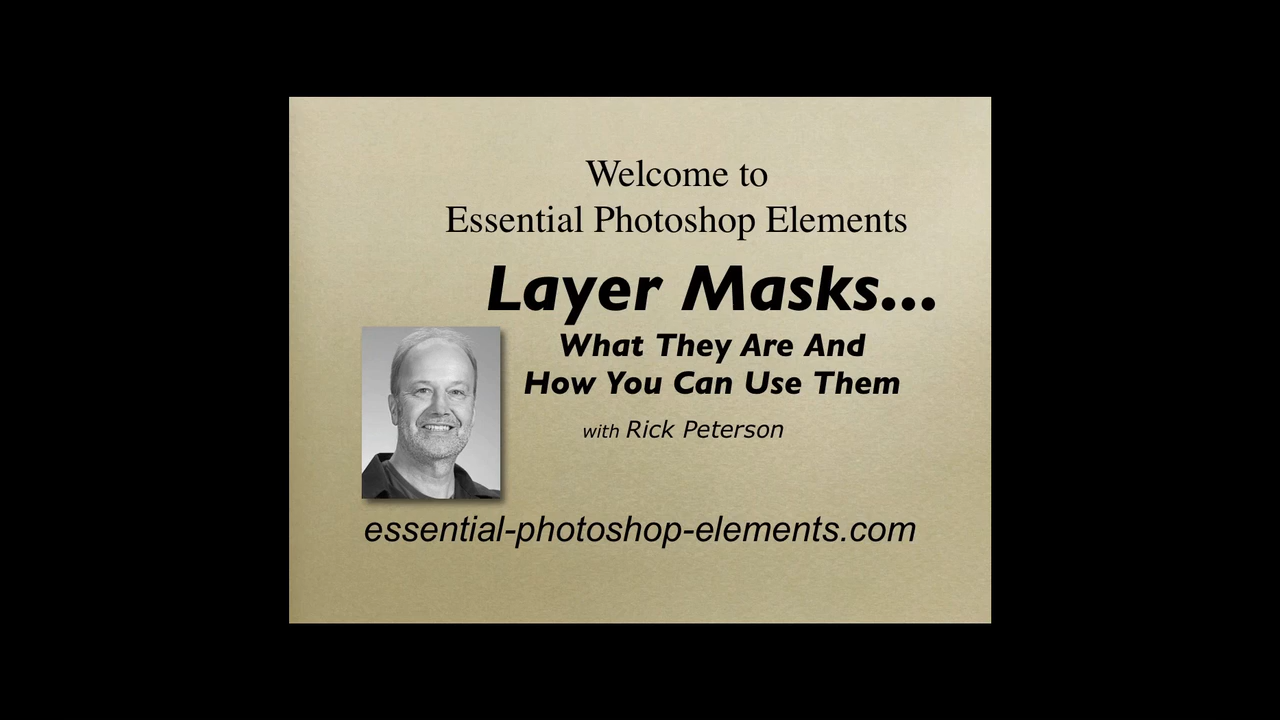 Welcome to
Essential Photoshop Elements
Layer Masks...
What They Are And
How You Can Use Them
with Rick Peterson
essential-photoshop-elements.com